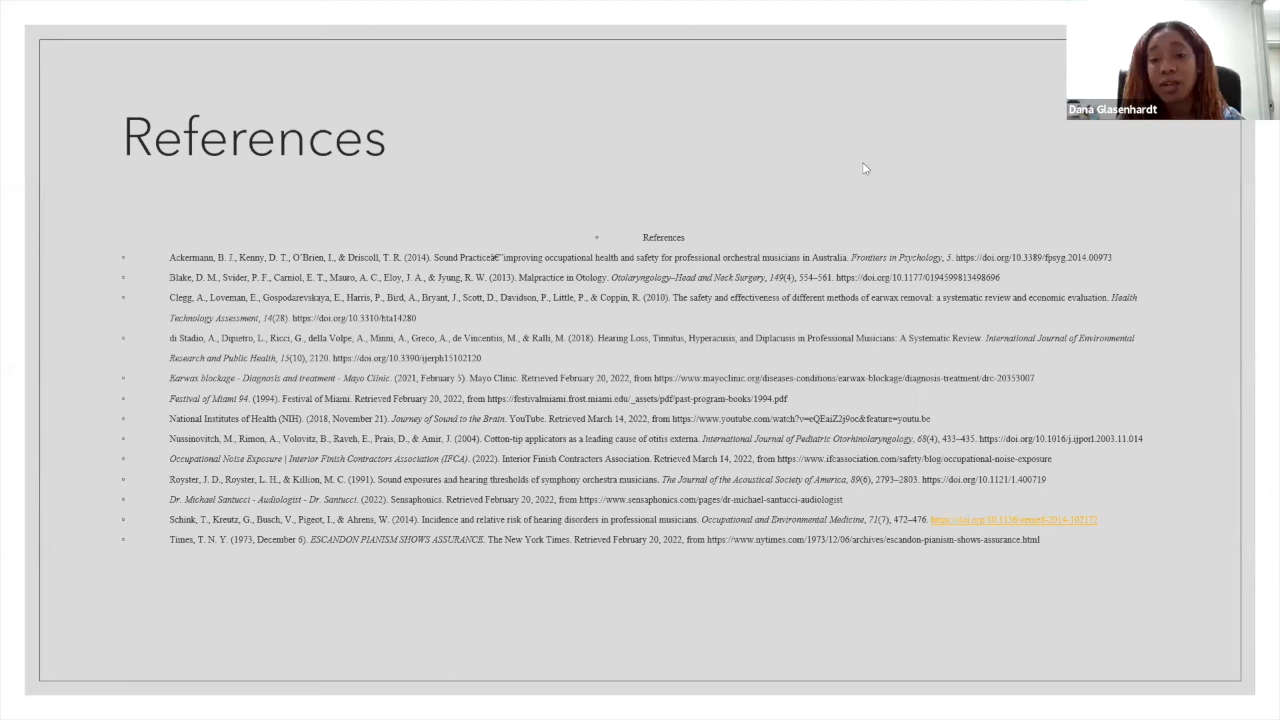 Dana Glasenhardt
References
◦ References
◦ Ackermann, B. J., Kenny, D. T., O'Brien, I., & Driscoll, T. R. (2014). Sound Practiceâ€"improving occupational health and safety for professional orchestral musicians in Australia. Frontiers in Psychology, 5. https://doi.org/10.3389/fpsyg.2014.00973
◦ Blake, D. M., Svider, P. F., Carniol, E. T., Mauro, A. C., Eloy, J. A., & Jyung, R. W. (2013). Malpractice in Otology. Otolaryngology–Head and Neck Surgery, 149(4), 554–561. https://doi.org/10.1177/0194599813498696
◦ Clegg, A., Loveman, E., Gospodarevskaya, E., Harris, P., Bird, A., Bryant, J., Scott, D., Davidson, P., Little, P., & Coppin, R. (2010). The safety and effectiveness of different methods of earwax removal: a systematic review and economic evaluation. Health
Technology Assessment, 14(28). https://doi.org/10.3310/hta14280
◦ di Stadio, A., Dipietro, L., Ricci, G., della Volpe, A., Minni, A., Greco, A., de Vincentiis, M., & Ralli, M. (2018). Hearing Loss, Tinnitus, Hyperacusis, and Diplacusis in Professional Musicians: A Systematic Review. International Journal of Environmental
Research and Public Health, 15(10), 2120. https://doi.org/10.3390/ijerph15102120
◦ Earwax blockage - Diagnosis and treatment - Mayo Clinic. (2021, February 5). Mayo Clinic. Retrieved February 20, 2022, from https://www.mayoclinic.org/diseases-conditions/earwax-blockage/diagnosis-treatment/drc-20353007
◦ Festival of Miami 94. (1994). Festival of Miami. Retrieved February 20, 2022, from https://festivalmiami.frost.miami.edu/_assets/pdf/past-program-books/1994.pdf
◦ National Institutes of Health (NIH). (2018, November 21). Journey of Sound to the Brain. YouTube. Retrieved March 14, 2022, from https://www.youtube.com/watch?v=eQEaiZ2j9oc&feature=youtu.be
◦ Nussinovitch, M., Rimon, A., Volovitz, B., Raveh, E., Prais, D., & Amir, J. (2004). Cotton-tip applicators as a leading cause of otitis externa. International Journal of Pediatric Otorhinolaryngology, 68(4), 433–435. https://doi.org/10.1016/j.ijporl.2003.11.014
◦ Occupational Noise Exposure | Interior Finish Contractors Association (IFCA). (2022). Interior Finish Contractors Association. Retrieved March 14, 2022, from https://www.ifcassociation.com/safety/blog/occupational-noise-exposure
◦ Royster, J. D., Royster, L. H., & Killion, M. C. (1991). Sound exposures and hearing thresholds of symphony orchestra musicians. The Journal of the Acoustical Society of America, 89(6), 2793–2803. https://doi.org/10.1121/1.400719
◦ Dr. Michael Santucci - Audiologist - Dr. Santucci. (2022). Sensaphonics. Retrieved February 20, 2022, from https://www.sensaphonics.com/pages/dr-michael-santucci-audiologist
◦ Schink, T., Kreutz, G., Busch, V., Pigeot, I., & Ahrens, W. (2014). Incidence and relative risk of hearing disorders in professional musicians. Occupational and Environmental Medicine, 71(7), 472–476. https://doi.org/10.1136/oemed-2014-102172
◦ Times, T. N. Y. (1973, December 6). ESCANDON PIANISM SHOWS ASSURANCE. The New York Times. Retrieved February 20, 2022, from https://www.nytimes.com/1973/12/06/archives/escandon-pianism-shows-assurance.html